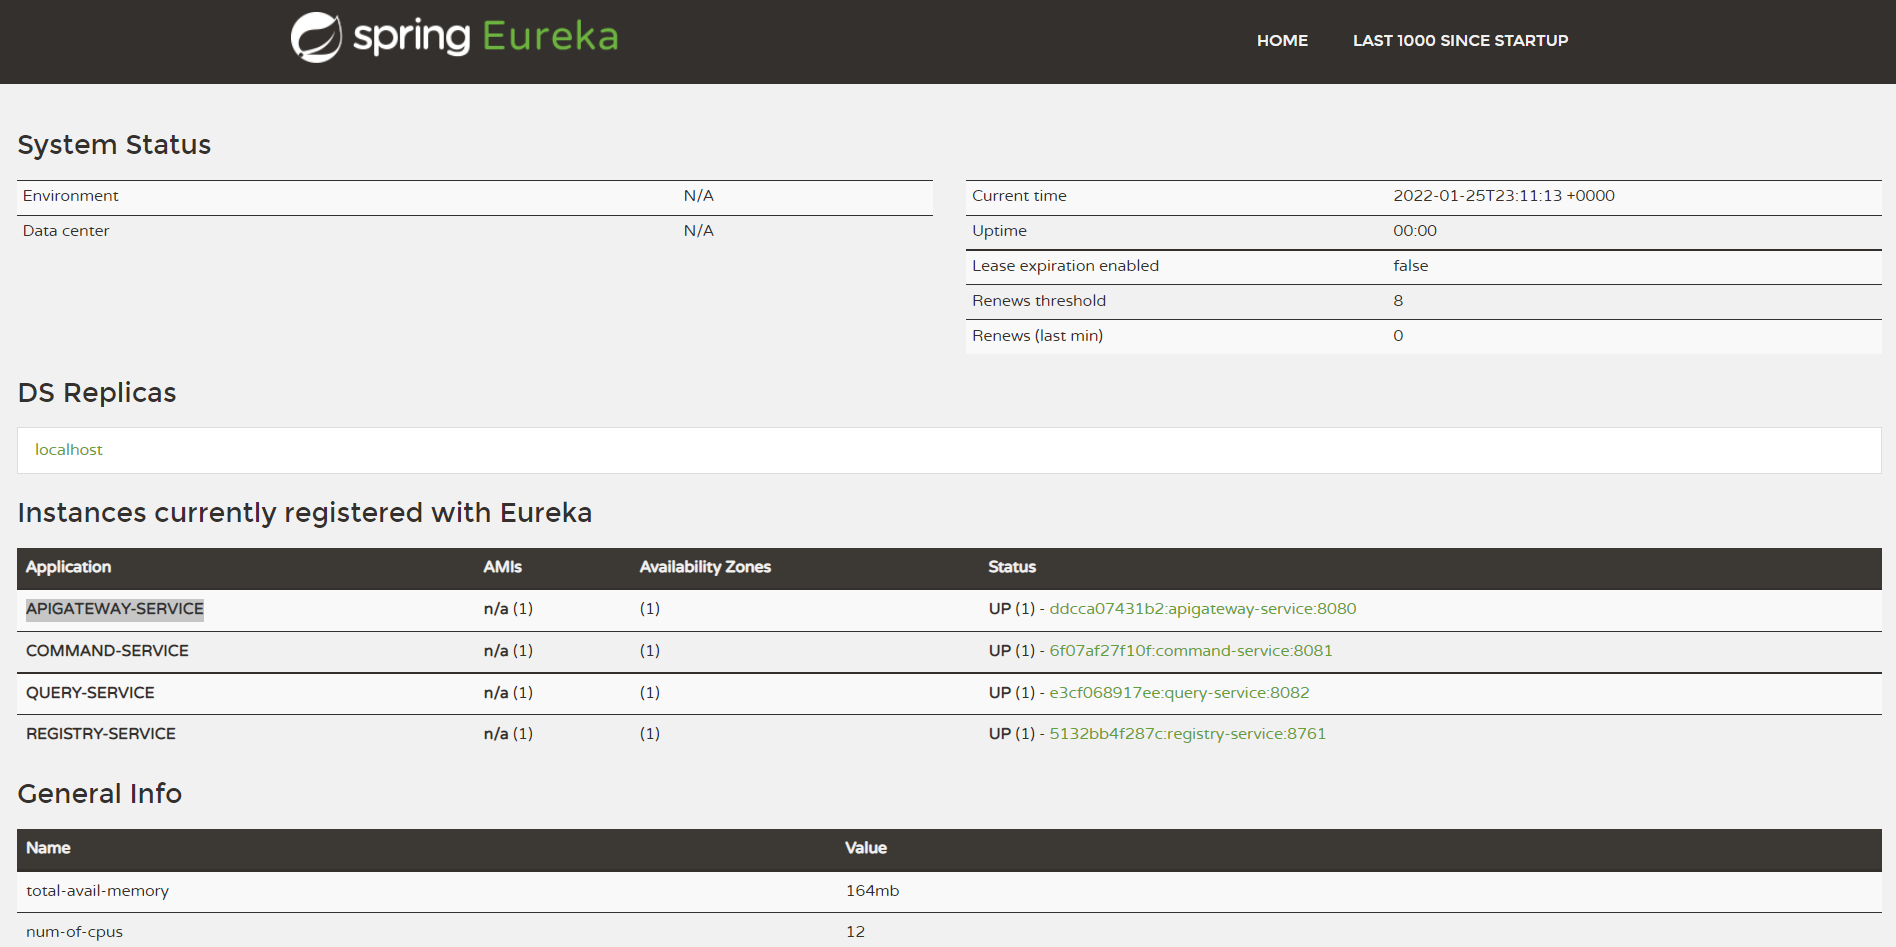 spring Eureka
HOME LAST 1000 SINCE STARTUP
System Status
Environment N/A
Data center N/A
Current time 2022-01-25T23:11:13 +0000
Uptime 00:00
Lease expiration enabled false
Renews threshold 8
Renews (last min) 0
DS Replicas
localhost
Instances currently registered with Eureka
Application AMIs Availability Zones Status
APIGATEWAY-SERVICE n/a (1) (1) UP (1) - ddcca07431b2:apigateway-service:8080
COMMAND-SERVICE n/a (1) (1) UP (1) - 6f07af27f10f:command-service:8081
QUERY-SERVICE n/a (1) (1) UP (1) - e3cf068917ee:query-service:8082
REGISTRY-SERVICE n/a (1) (1) UP (1) - 5132bb4f287c:registry-service:8761
General Info
Name Value
total-avail-memory 164mb
num-of-cpus 12